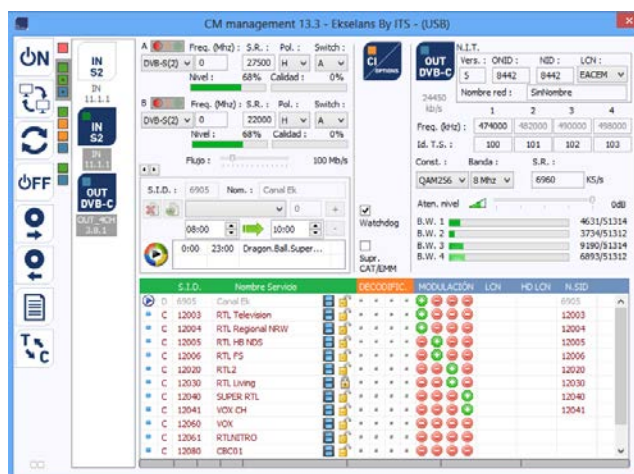 CM management 13.3 - Ekselans By ITS - (USB)
ON
OFF
T C
IN S2
IN
11.1.1
IN S2
IN
11.1.1
OUT DVB-C
OUT_4CH
3.8.1
A Freq. (Mhz) : S.R. : Pol. : Switch :
DVB-S(2) 0 27500 H A
Nivel : 68% Calidad : 0%
B Freq. (Mhz) : S.R. : Pol. : Switch :
DVB-S(2) 0 22000 H A
Nivel : 68% Calidad : 0%
Flujo : 100 Mb/s
S.I.D. : 6905 Nom. : Canal Ek
0 +
08:00 10:00 -
0:00 23:00 Dragon.Ball.Super...
CI OPTIONS
Watchdog
Supr. CAT/EMM
OUT DVB-C
24430 kb/s
N.I.T.
Vers. : ONID : NID : LCN :
5 8442 8442 EACEM
Nombre red : SinNombre
1 2 3 4
Freq. (kHz) : 474000 482000 490000 498000
Id. T.S. : 100 101 102 103
Const. : Banda : S.R. :
QAM256 8 Mhz 6960 KS/s
Aten. nivel 0dB
B.W. 1 4631/51314
B.W. 2 3734/51312
B.W. 3 9190/51314
B.W. 4 6893/51312
S.I.D. Nombre Servicio DECODIFIC. MODULACIÓN LCN HD LCN N.SID
D 6905 Canal Ek 6905
C 12003 RTL Television 12003
C 12004 RTL Regional NRW 12004
C 12005 RTL HB NDS 12005
C 12006 RTL FS 12006
C 12020 RTL2 12020
C 12030 RTL Living 12030
C 12040 SUPER RTL 12040
C 12041 VOX CH 12041
C 12060 VOX
C 12061 RTLNITRO
C 12080 CBC01